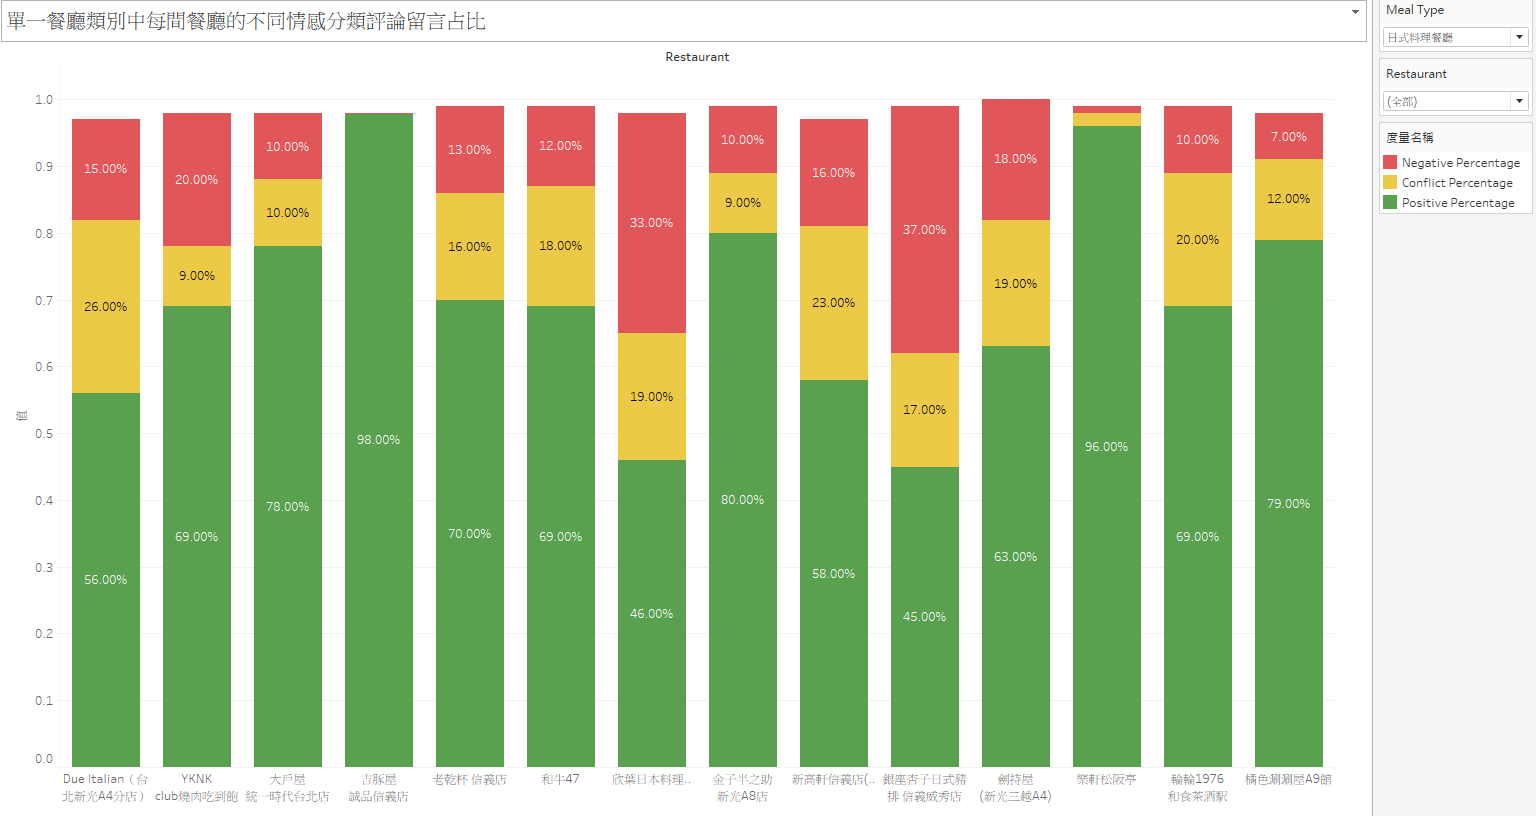 單一餐廳類別中每間餐廳的不同情感分類評論留言占比
Restaurant
值
1.0
0.9
0.8
0.7
0.6
0.5
0.4
0.3
0.2
0.1
0.0
15.00%
26.00%
56.00%
20.00%
9.00%
69.00%
10.00%
10.00%
78.00%
98.00%
13.00%
16.00%
70.00%
12.00%
18.00%
69.00%
33.00%
19.00%
46.00%
10.00%
9.00%
80.00%
16.00%
23.00%
58.00%
37.00%
17.00%
45.00%
18.00%
19.00%
63.00%
96.00%
10.00%
20.00%
69.00%
7.00%
12.00%
79.00%
Due Italian（台
北新光A4分店）
YKNK
club燒肉吃到飽
大戶屋
統一時代台北店
吉豚屋
誠品信義店
老乾杯 信義店
和牛47
欣葉日本料理..
金子半之助
新光A8店
新高軒信義店(..
銀座杏子日式豬
排 信義威秀店
劍持屋
(新光三越A4)
樂軒松阪亭
輪輪1976
和食茶酒駅
橘色涮涮屋A9館
Meal Type
日式料理餐廳
Restaurant
(全部)
度量名稱
Negative Percentage
Conflict Percentage
Positive Percentage